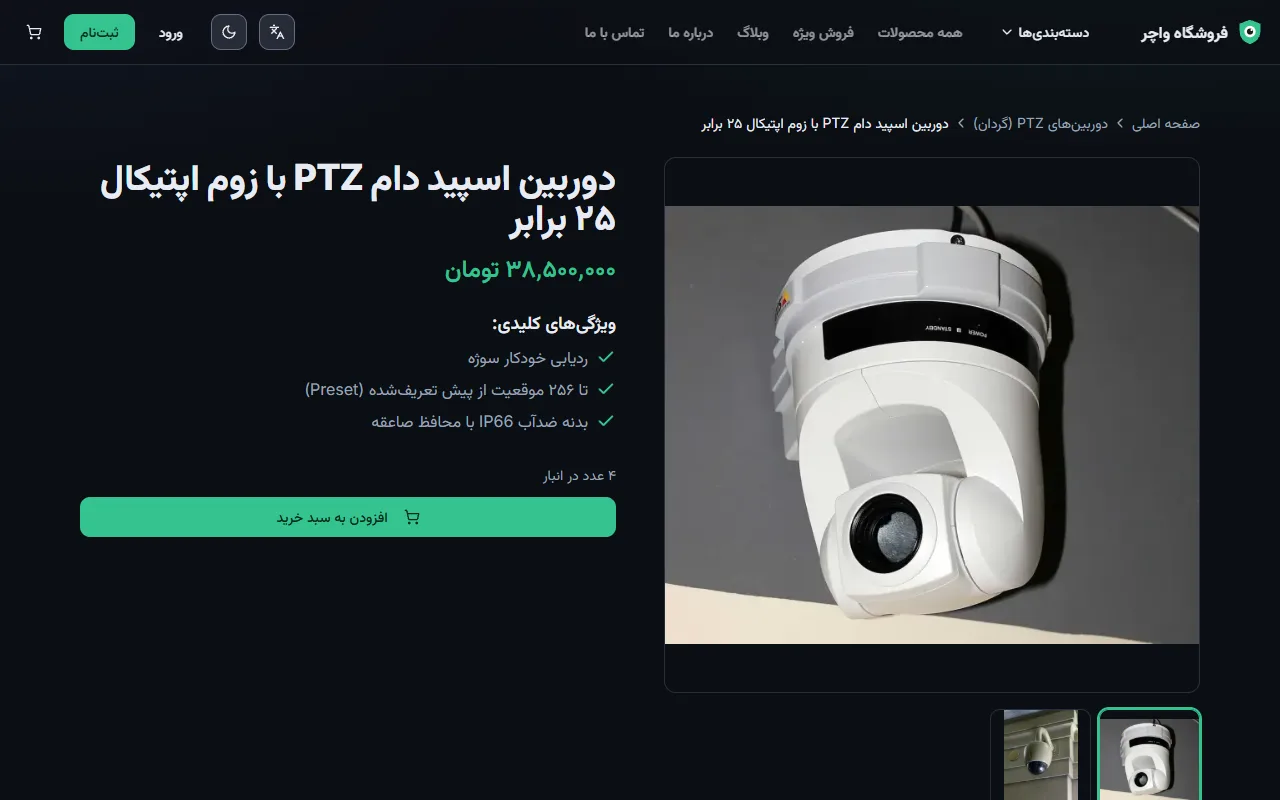 فروشگاه واچر
دسته‌بندی‌ها
همه محصولات
فروش ویژه
وبلاگ
درباره ما
تماس با ما
ورود
ثبت‌نام
صفحه اصلی
دوربین‌های PTZ (گردان)
دوربین اسپید دام PTZ با زوم اپتیکال ۲۵ برابر
دوربین اسپید دام PTZ با زوم اپتیکال
۲۵ برابر
۳۸,۵۰۰,۰۰۰ تومان
ویژگی‌های کلیدی:
ردیابی خودکار سوژه
تا ۲۵۶ موقعیت از پیش تعریف‌شده (Preset)
بدنه ضدآب IP66 با محافظ صاعقه
۴ عدد در انبار
افزودن به سبد خرید
POWER STANDBY